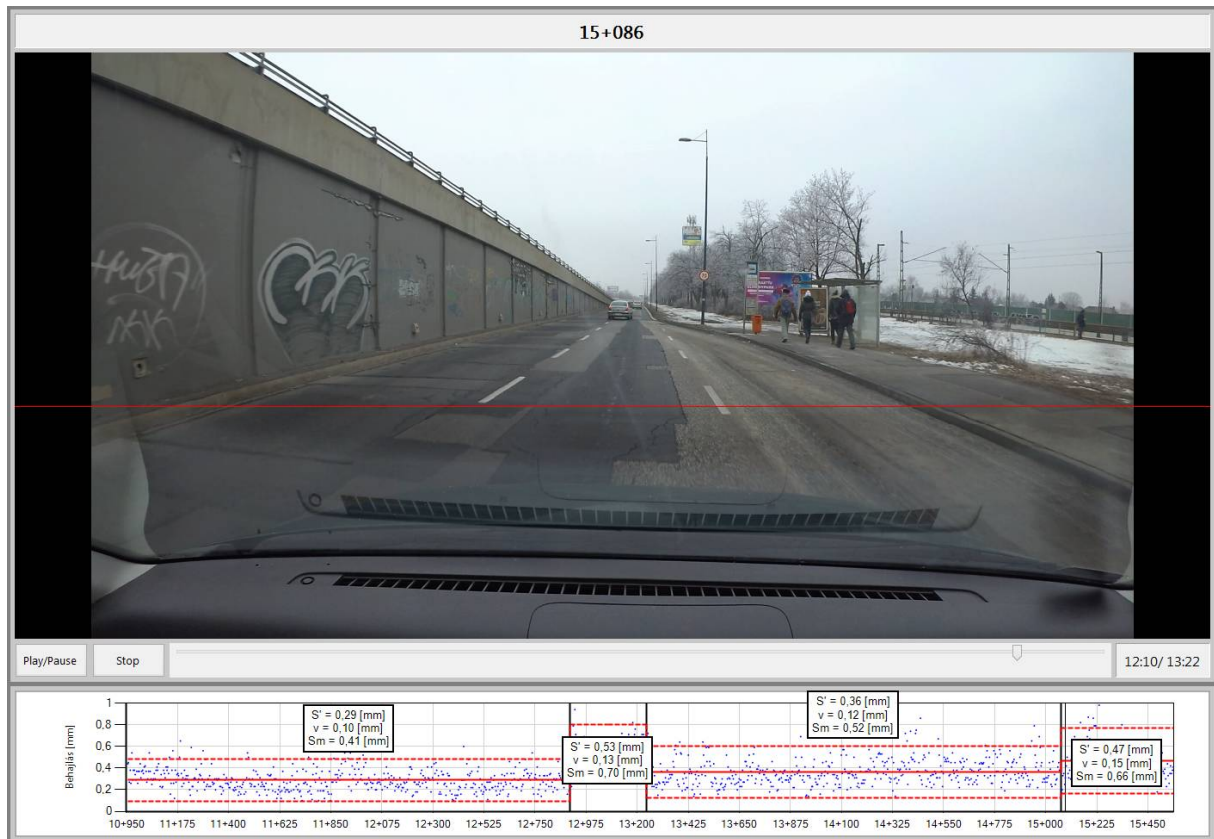 15+086
HUSTA
Play/Pause
Stop
12:10/ 13:22
Behajlás [mm]
1
0,8
0,6
0,4
0,2
0
S' = 0,29 [mm]
v = 0,10 [mm]
Sm = 0,41 [mm]
S' = 0,53 [mm]
v = 0,13 [mm]
Sm = 0,70 [mm]
S' = 0,36 [mm]
v = 0,12 [mm]
Sm = 0,52 [mm]
S' = 0,47 [mm]
v = 0,15 [mm]
Sm = 0,66 [mm]
10+950 11+175 11+400 11+625 11+850 12+075 12+300 12+525 12+750 12+975 13+200 13+425 13+650 13+875 14+100 14+325 14+550 14+775 15+000 15+225 15+450